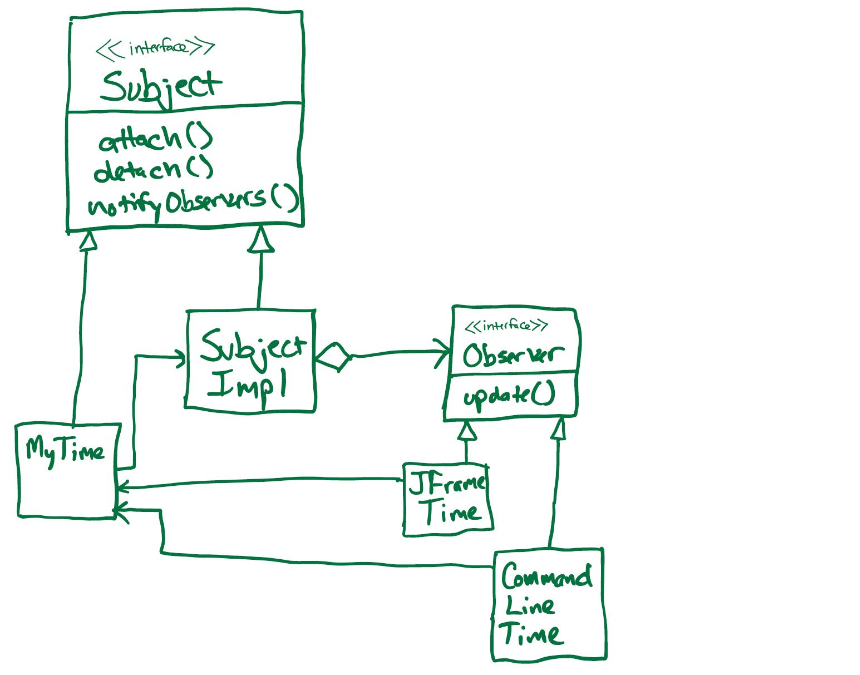 <<interface>>
Subject
attach()
detach()
notifyObservers()
Subject
Impl
<<interface>>
Observer
update()
MyTime
JFrame
Time
Command
Line
Time